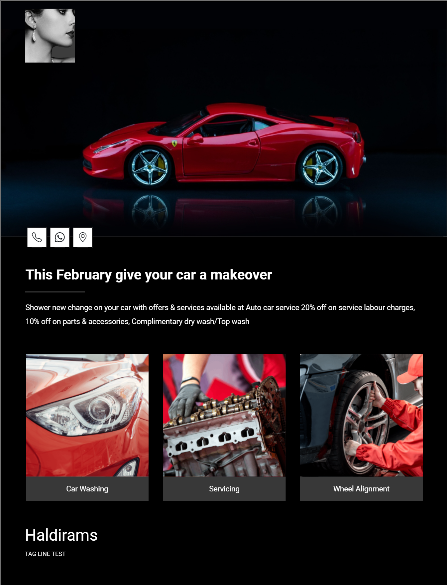 This February give your car a makeover
Shower new change on your car with offers & services available at Auto car service 20% off on service labour charges,
10% off on parts & accessories, Complimentary dry wash/Top wash
Car Washing
Servicing
Wheel Alignment
Haldirams
TAG LINE TEST